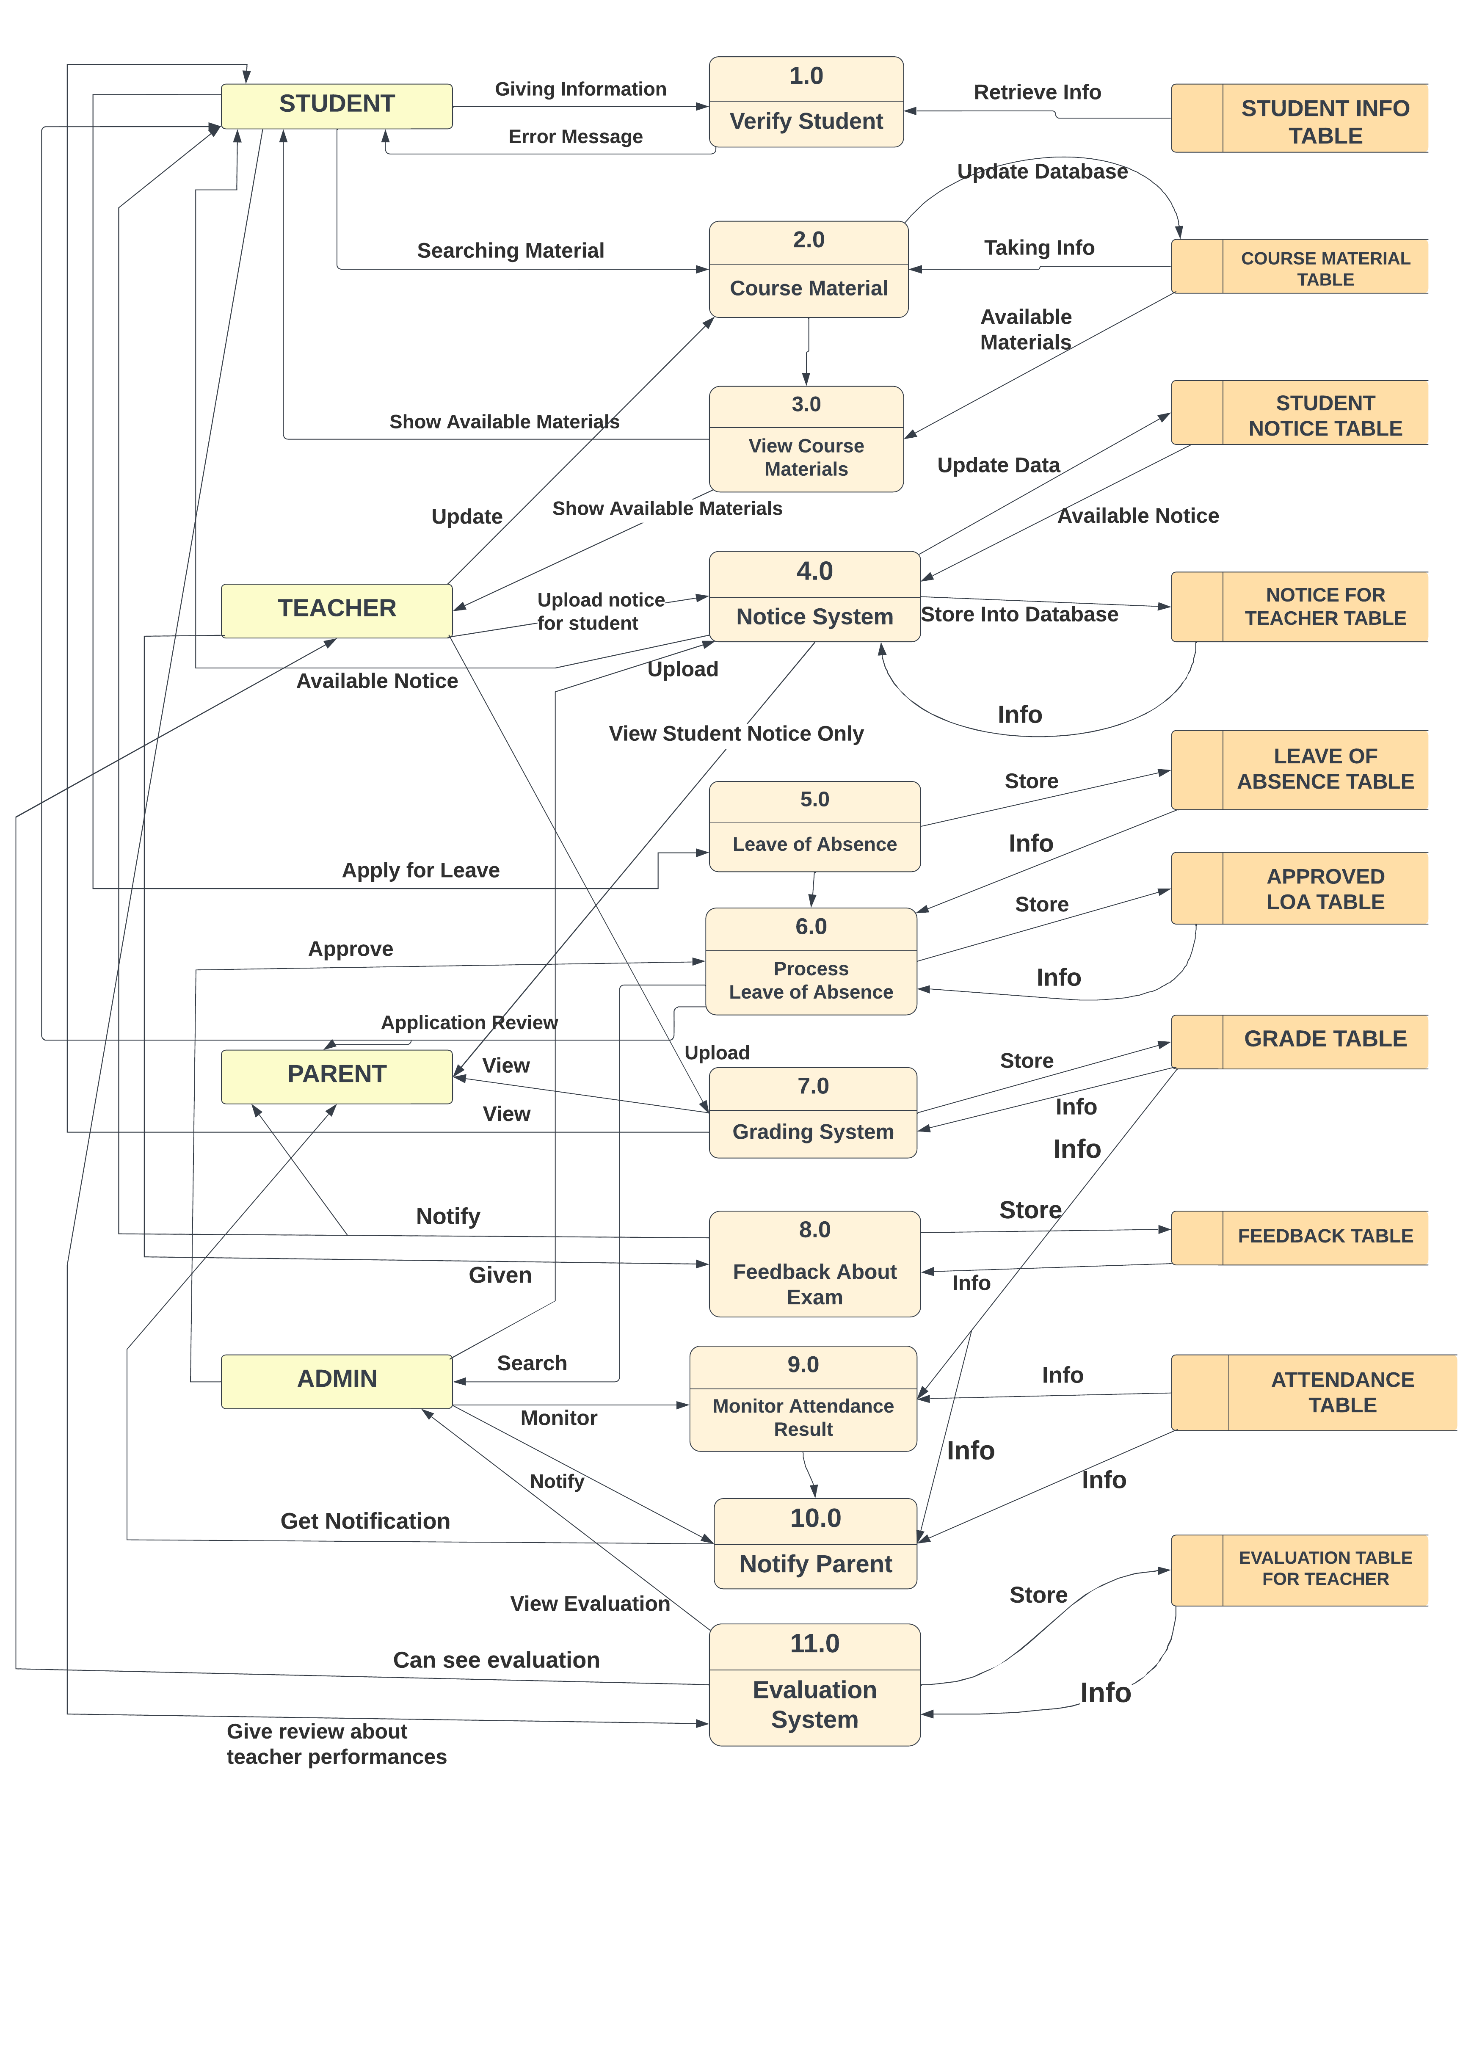 STUDENT
Giving Information
Error Message
1.0
Verify Student
Retrieve Info
STUDENT INFO
TABLE
Update Database
Searching Material
2.0
Course Material
Taking Info
COURSE MATERIAL
TABLE
Available
Materials
Show Available Materials
3.0
View Course
Materials
STUDENT
NOTICE TABLE
Update Data
Update
Show Available Materials
Available Notice
TEACHER
Upload notice
for student
4.0
Notice System
Store Into Database
NOTICE FOR
TEACHER TABLE
Available Notice
Upload
Info
View Student Notice Only
LEAVE OF
ABSENCE TABLE
Store
5.0
Leave of Absence
Info
Apply for Leave
APPROVED
LOA TABLE
Store
Approve
6.0
Process
Leave of Absence
Info
Application Review
PARENT
View
View
Upload
7.0
Grading System
Store
GRADE TABLE
Info
Info
Notify
Given
8.0
Feedback About
Exam
Store
FEEDBACK TABLE
Info
ADMIN
Search
Monitor
9.0
Monitor Attendance
Result
Info
ATTENDANCE
TABLE
Info
Info
Notify
Get Notification
10.0
Notify Parent
EVALUATION TABLE
FOR TEACHER
Store
View Evaluation
Can see evaluation
11.0
Evaluation
System
Info
Give review about
teacher performances